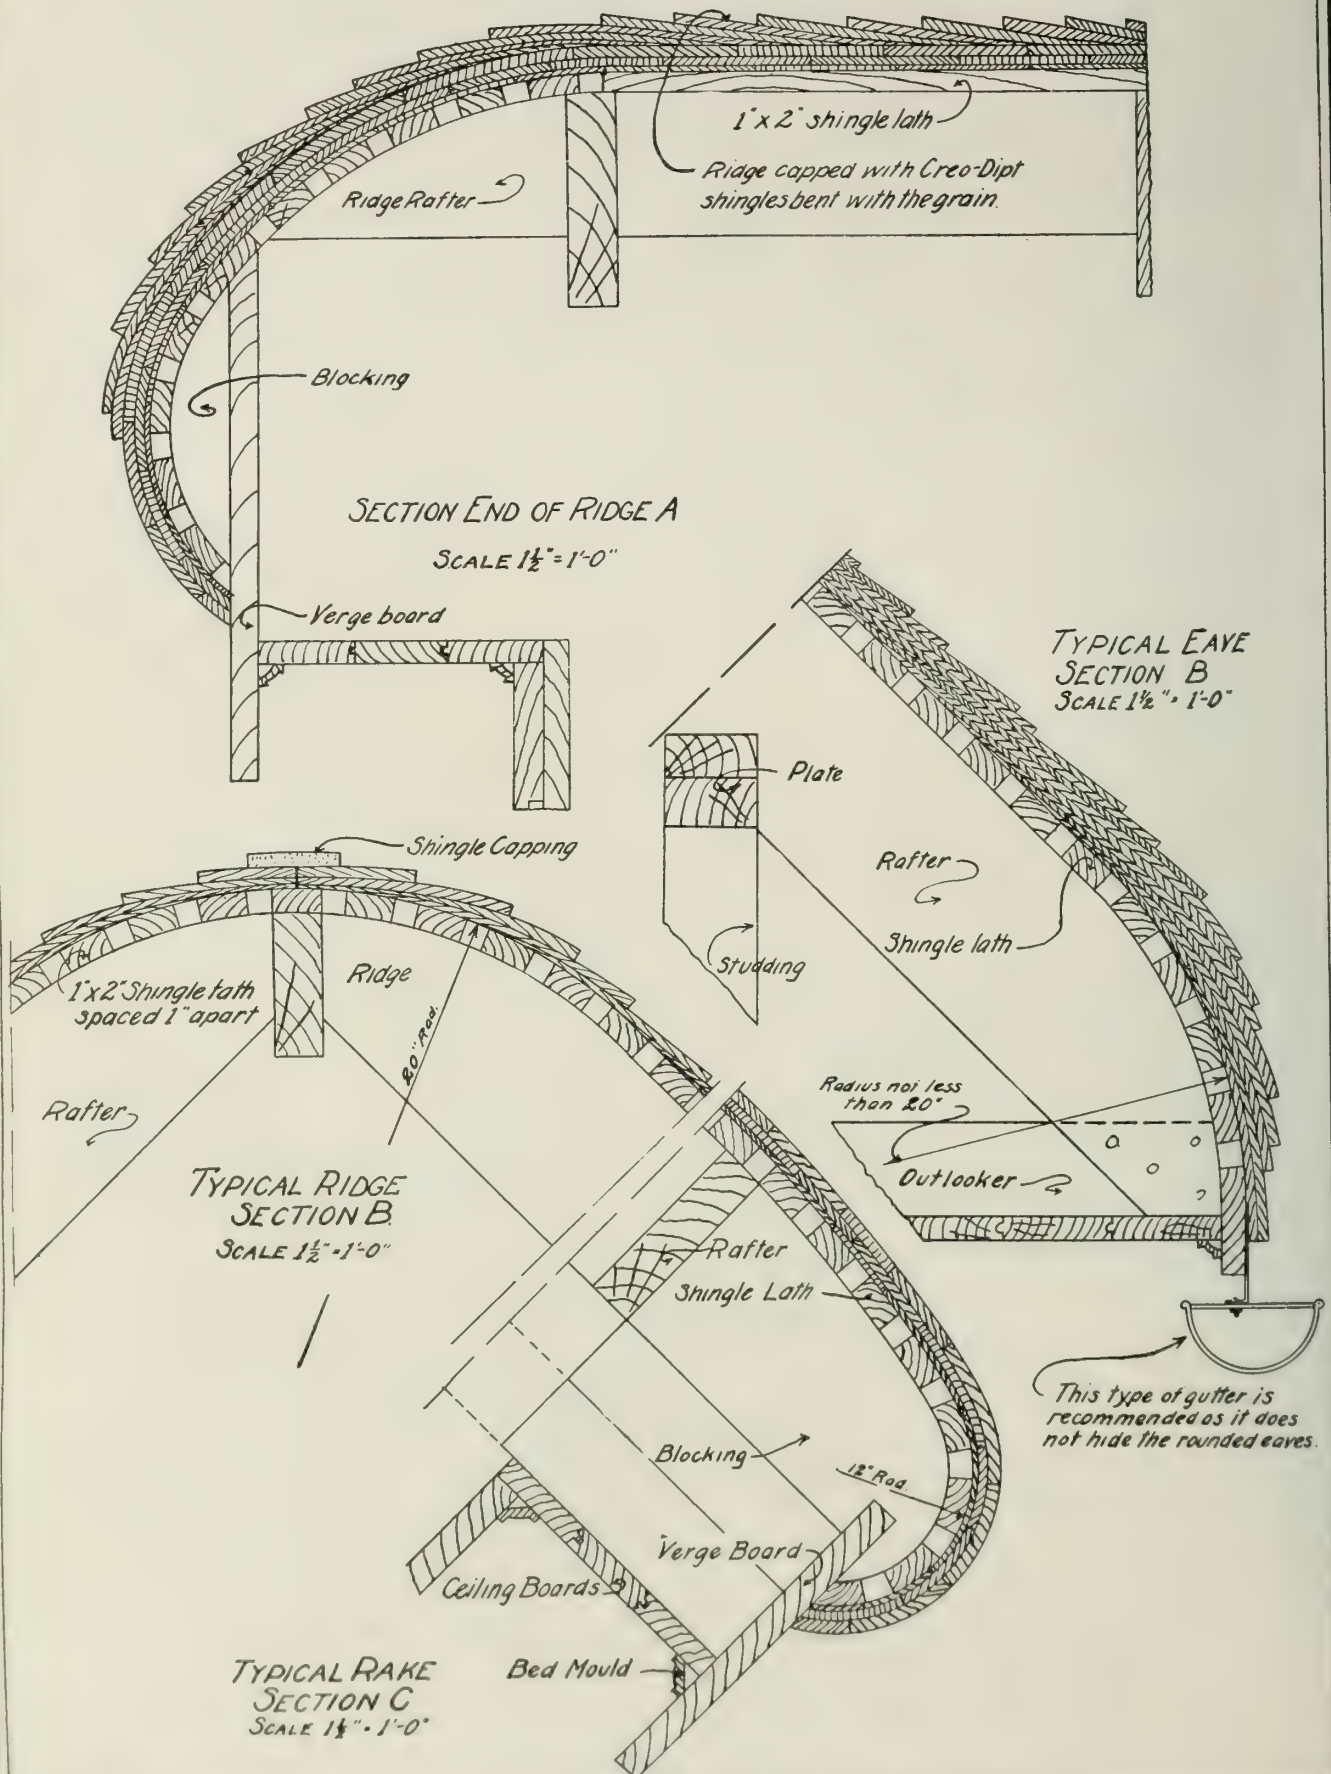 1" x 2" shingle lath
Ridge capped with Creo-Dipt
shingles bent with the grain.
Ridge Rafter
Blocking
SECTION END OF RIDGE A
SCALE 1½" = 1'-0"
Verge board
TYPICAL EAVE
SECTION B
SCALE 1½" = 1'-0"
Plate
Rafter
Shingle lath
Studding
Radius not less
than 20"
Outlooker
This type of gutter is
recommended as it does
not hide the rounded eaves.
Shingle Capping
1" x 2" Shingle lath
spaced 1" apart
Ridge
20" Rad.
Rafter
TYPICAL RIDGE
SECTION B.
SCALE 1½" = 1'-0"
Rafter
Shingle Lath
Blocking
12" Rad.
Verge Board
Ceiling Boards
Bed Mould
TYPICAL RAKE
SECTION C
SCALE 1½" = 1'-0"